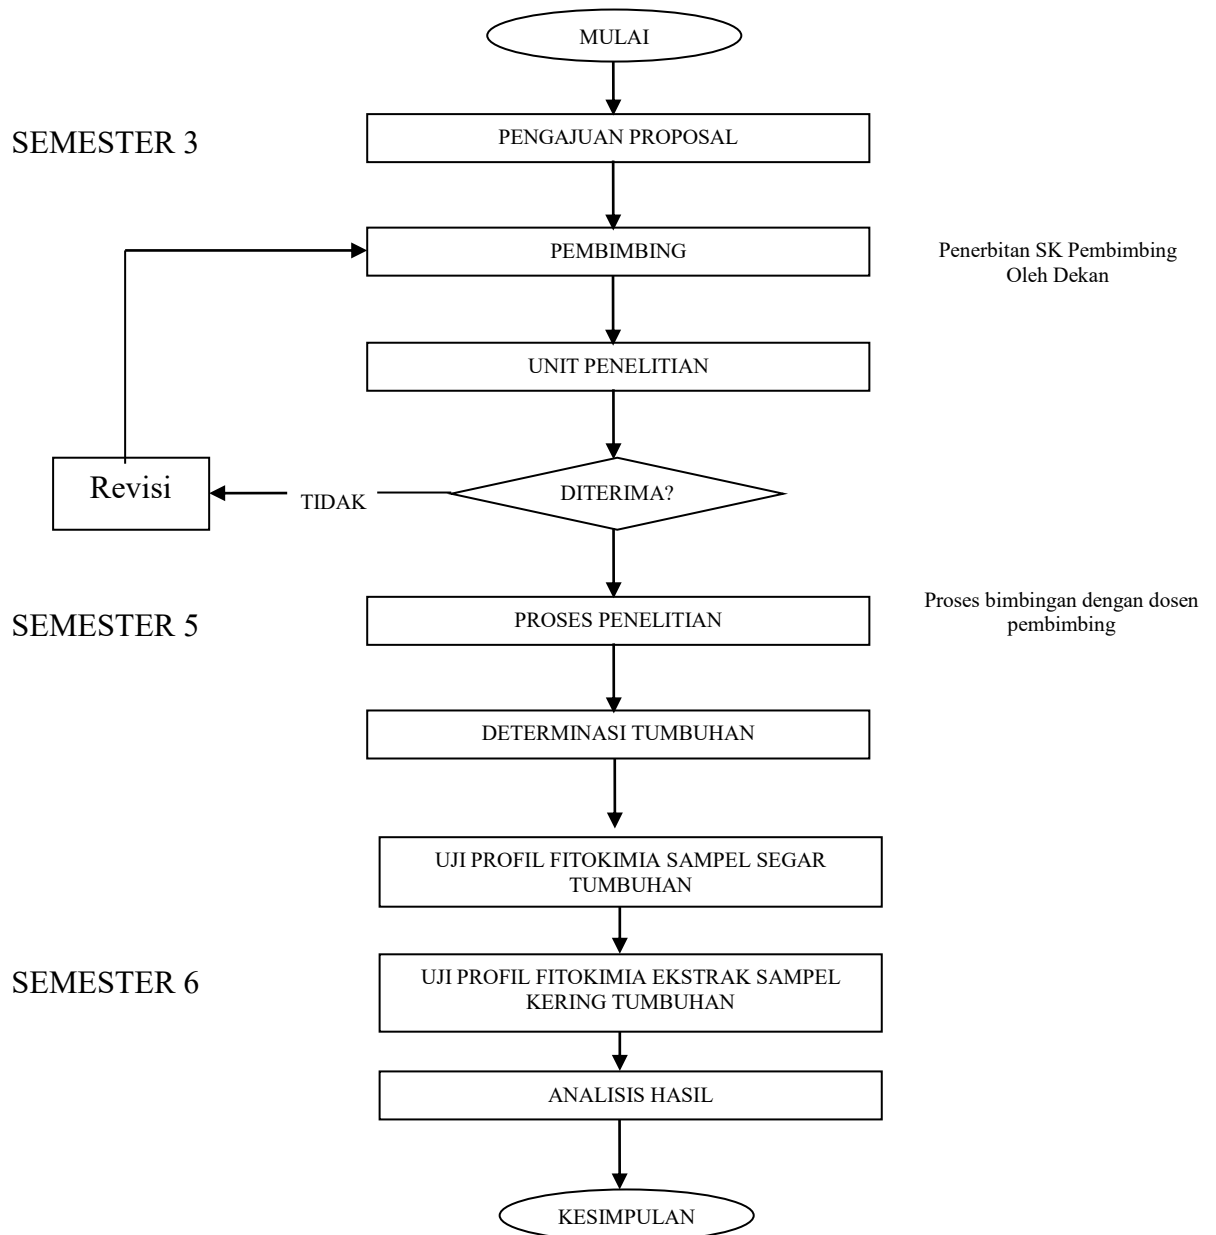 MULAI
SEMESTER 3
PENGAJUAN PROPOSAL
PEMBIMBING
Penerbitan SK Pembimbing
Oleh Dekan
UNIT PENELITIAN
Revisi
TIDAK
DITERIMA?
SEMESTER 5
PROSES PENELITIAN
Proses bimbingan dengan dosen
pembimbing
DETERMINASI TUMBUHAN
UJI PROFIL FITOKIMIA SAMPEL SEGAR
TUMBUHAN
SEMESTER 6
UJI PROFIL FITOKIMIA EKSTRAK SAMPEL
KERING TUMBUHAN
ANALISIS HASIL
KESIMPULAN